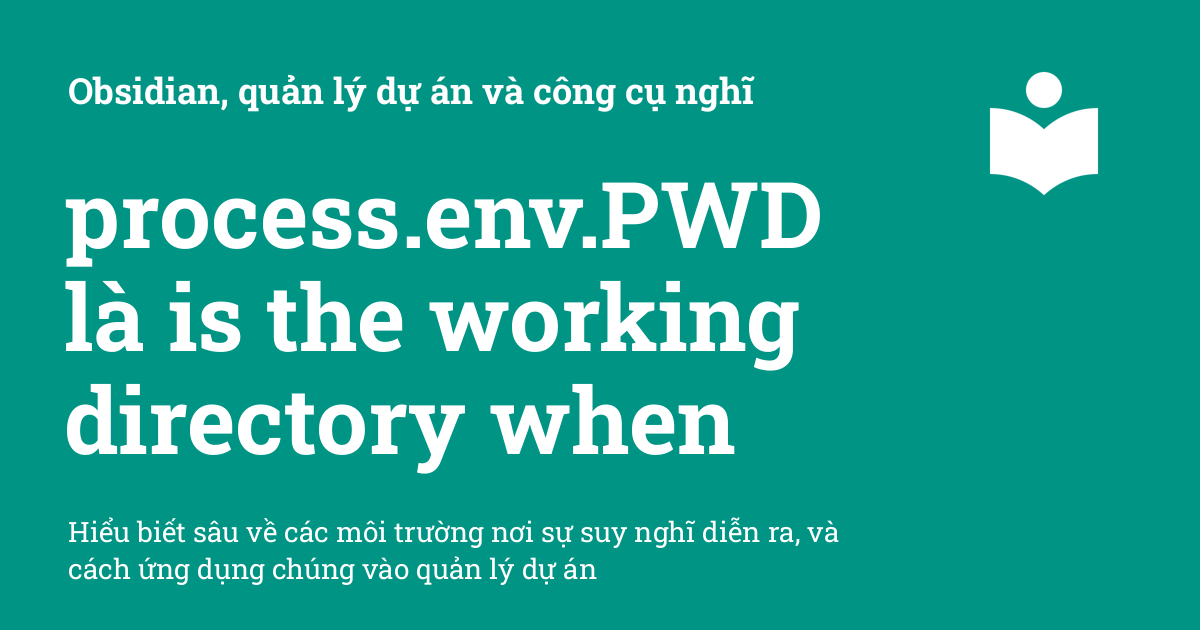 Obsidian, quản lý dự án và công cụ nghĩ
process.env.PWD
là is the working
directory when
Hiểu biết sâu về các môi trường nơi sự suy nghĩ diễn ra, và
cách ứng dụng chúng vào quản lý dự án